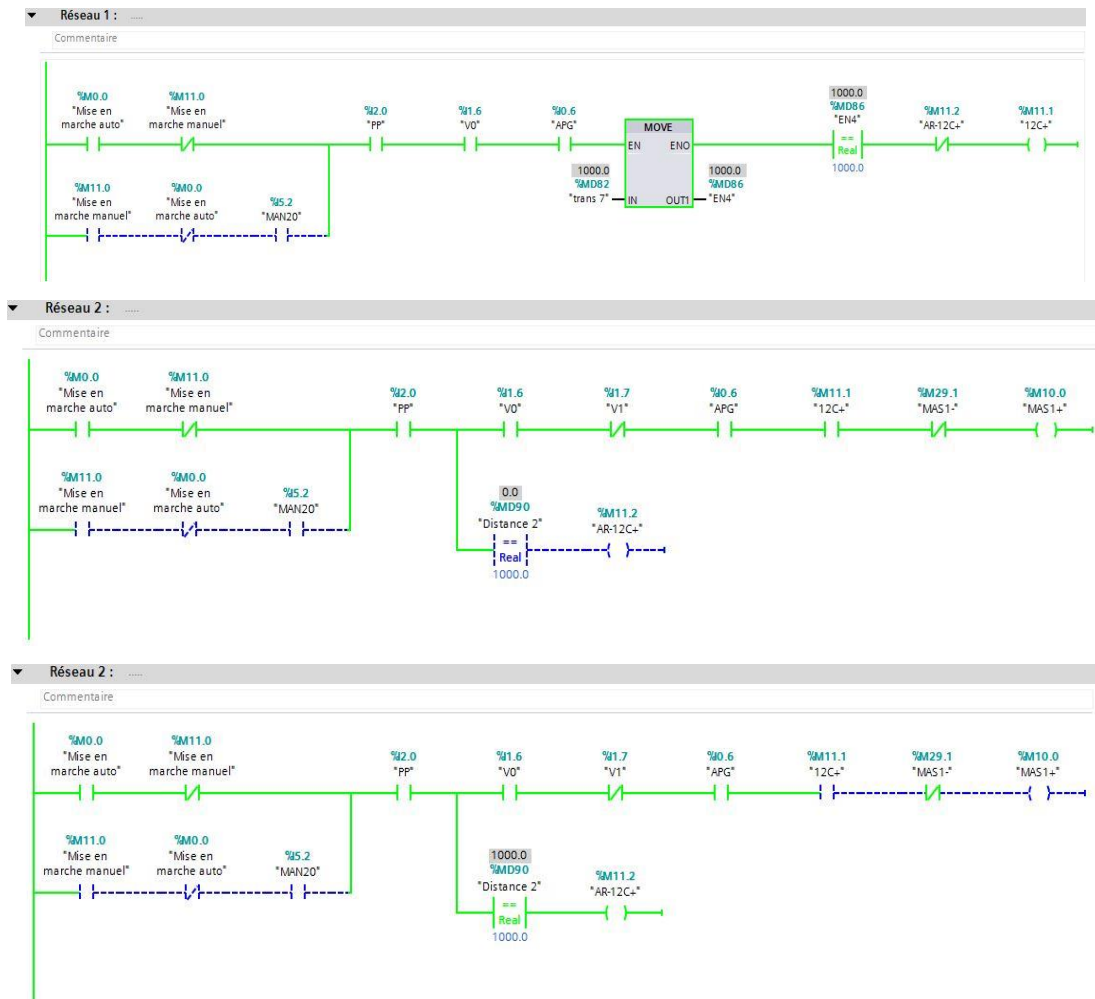 Réseau 1 : .....
Commentaire
1000.0
%M0.0 %M11.0 %I2.0 %I1.6 %I0.6 %MD86 %M11.2 %M11.1
"Mise en "Mise en "PP" "V0" "APG" "EN4" "AR-12C+" "12C+"
marche auto" marche manuel"
MOVE
EN ENO
==
Real
1000.0
1000.0 1000.0
%MD82 %MD86
"trans 7" IN OUT1 "EN4"
%M11.0 %M0.0 %I5.2
"Mise en "Mise en "MAN20"
marche manuel" marche auto"
Réseau 2 : .....
Commentaire
%M0.0 %M11.0 %I2.0 %I1.6 %I1.7 %I0.6 %M11.1 %M29.1 %M10.0
"Mise en "Mise en "PP" "V0" "V1" "APG" "12C+" "MAS1-" "MAS1+"
marche auto" marche manuel"
%M11.0 %M0.0 %I5.2
"Mise en "Mise en "MAN20"
marche manuel" marche auto"
0.0
%MD90 %M11.2
"Distance 2" "AR-12C+"
==
Real
1000.0
Réseau 2 : .....
Commentaire
%M0.0 %M11.0 %I2.0 %I1.6 %I1.7 %I0.6 %M11.1 %M29.1 %M10.0
"Mise en "Mise en "PP" "V0" "V1" "APG" "12C+" "MAS1-" "MAS1+"
marche auto" marche manuel"
%M11.0 %M0.0 %I5.2
"Mise en "Mise en "MAN20"
marche manuel" marche auto"
1000.0
%MD90 %M11.2
"Distance 2" "AR-12C+"
==
Real
1000.0